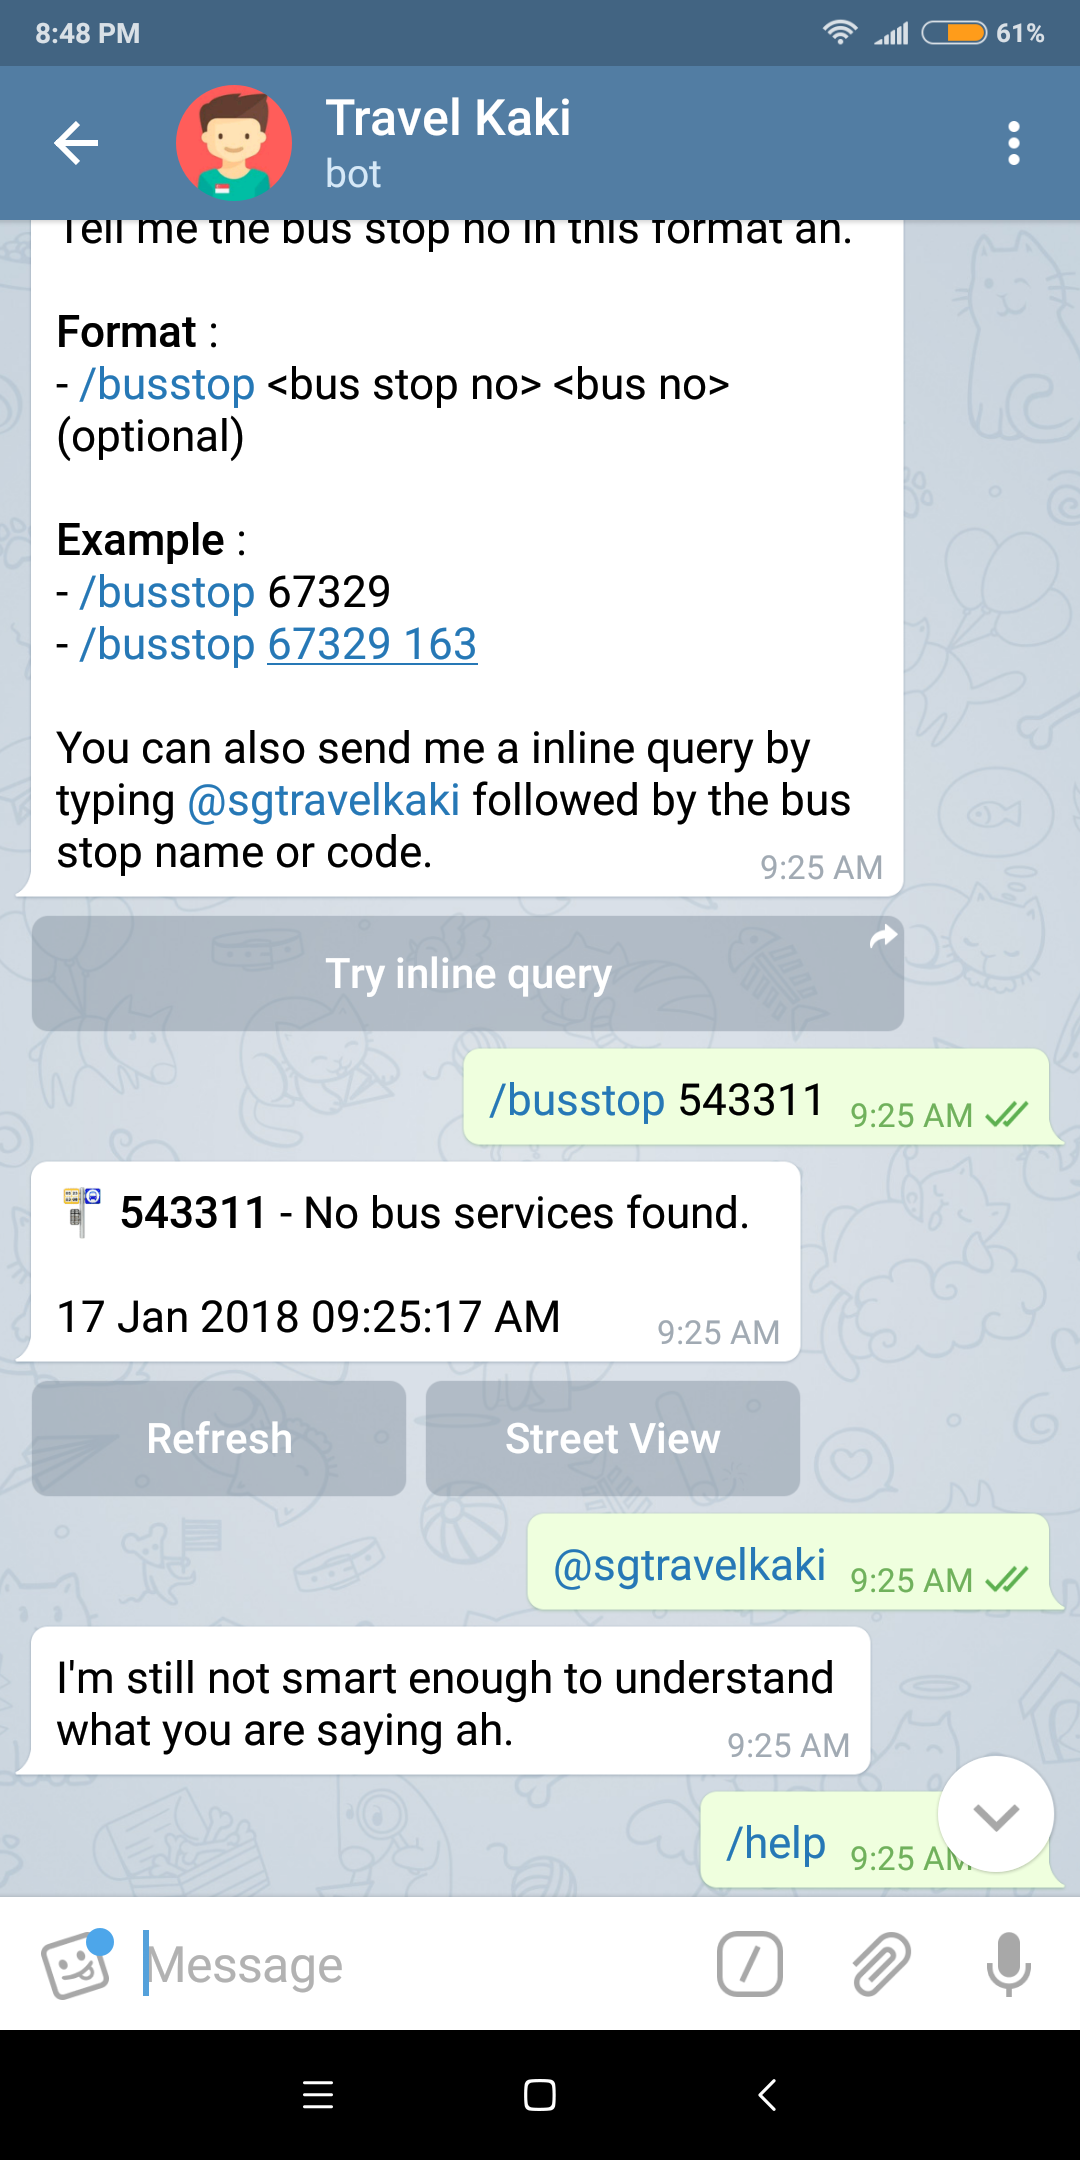 8:48 PM
61%
Travel Kaki
bot
Tell me the bus stop no in this format ah.
Format :
- /busstop <bus stop no> <bus no>
(optional)
Example :
- /busstop 67329
- /busstop 67329 163
You can also send me a inline query by
typing @sgtravelkaki followed by the bus
stop name or code.
9:25 AM
Try inline query
/busstop 543311 9:25 AM
543311 - No bus services found.
17 Jan 2018 09:25:17 AM
9:25 AM
Refresh
Street View
@sgtravelkaki 9:25 AM
I'm still not smart enough to understand
what you are saying ah.
9:25 AM
/help 9:25 AM
Message